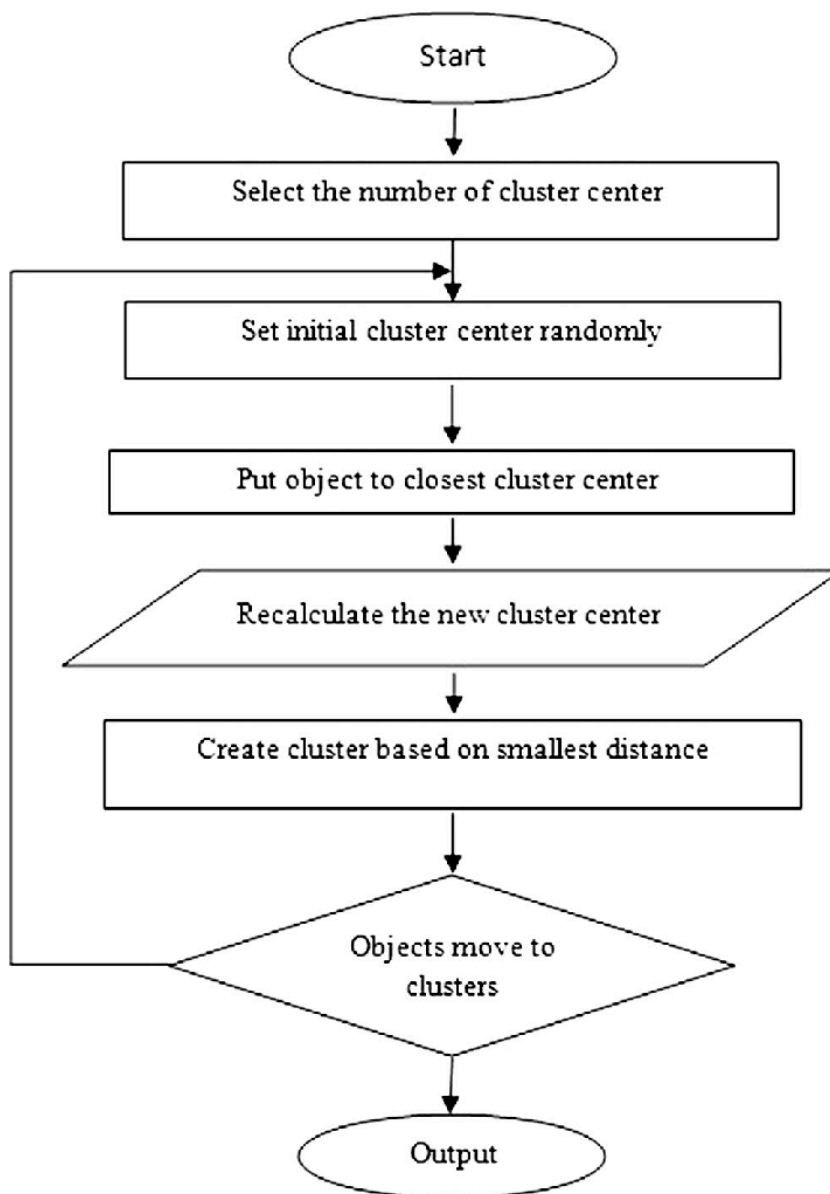 Start
Select the number of cluster center
Set initial cluster center randomly
Put object to closest cluster center
Recalculate the new cluster center
Create cluster based on smallest distance
Objects move to
clusters
Output